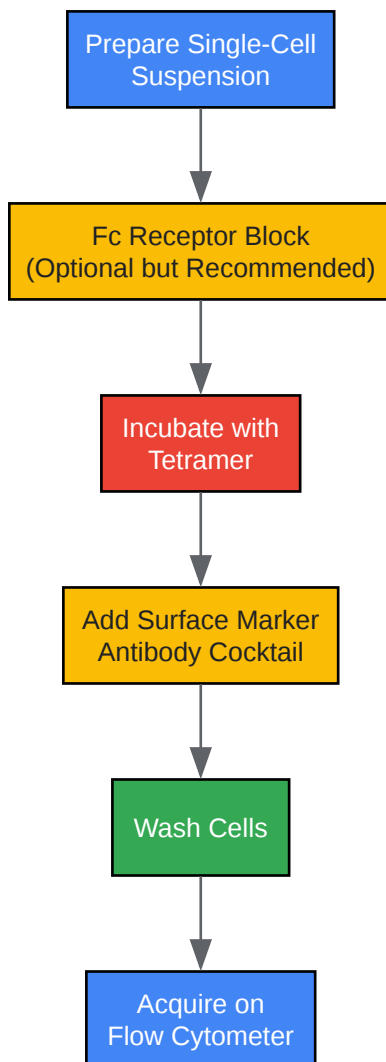 Prepare Single-Cell
Suspension
Fc Receptor Block
(Optional but Recommended)
Incubate with
Tetramer
Add Surface Marker
Antibody Cocktail
Wash Cells
Acquire on
Flow Cytometer